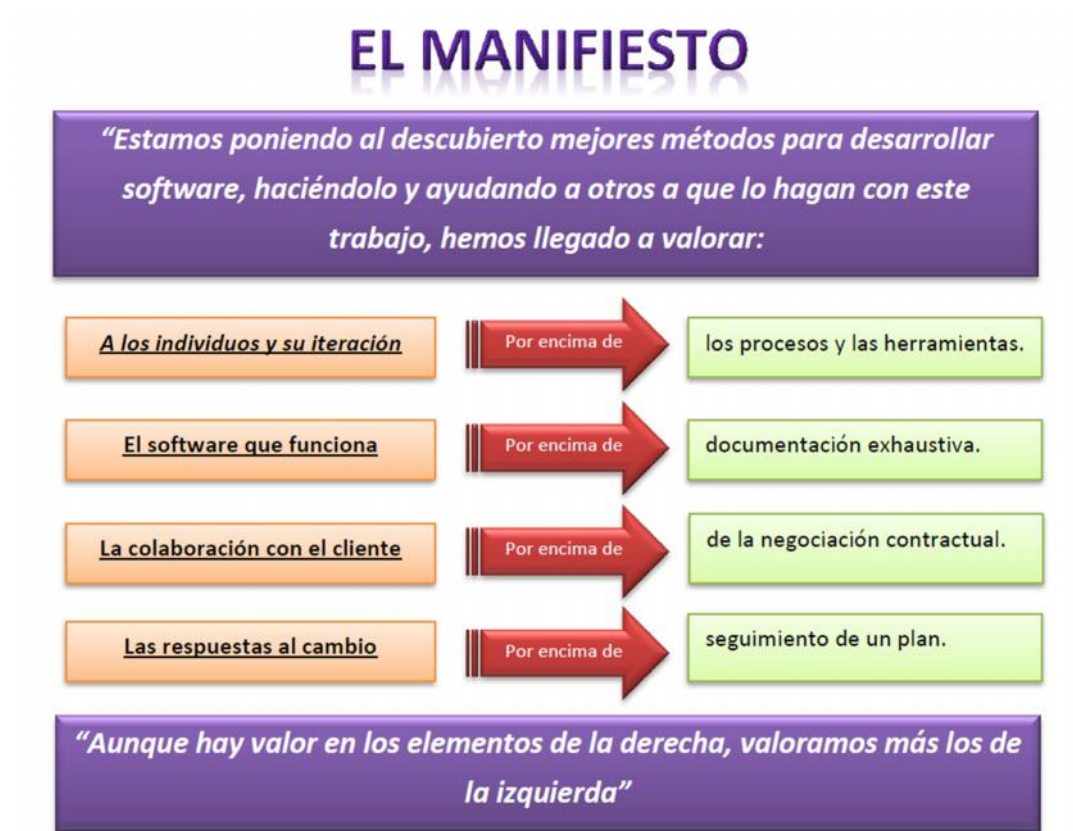 EL MANIFIESTO
“Estamos poniendo al descubierto mejores métodos para desarrollar
software, haciéndolo y ayudando a otros a que lo hagan con este
trabajo, hemos llegado a valorar:
A los individuos y su iteración
Por encima de
los procesos y las herramientas.
El software que funciona
Por encima de
documentación exhaustiva.
La colaboración con el cliente
Por encima de
de la negociación contractual.
Las respuestas al cambio
Por encima de
seguimiento de un plan.
“Aunque hay valor en los elementos de la derecha, valoramos más los de
la izquierda”